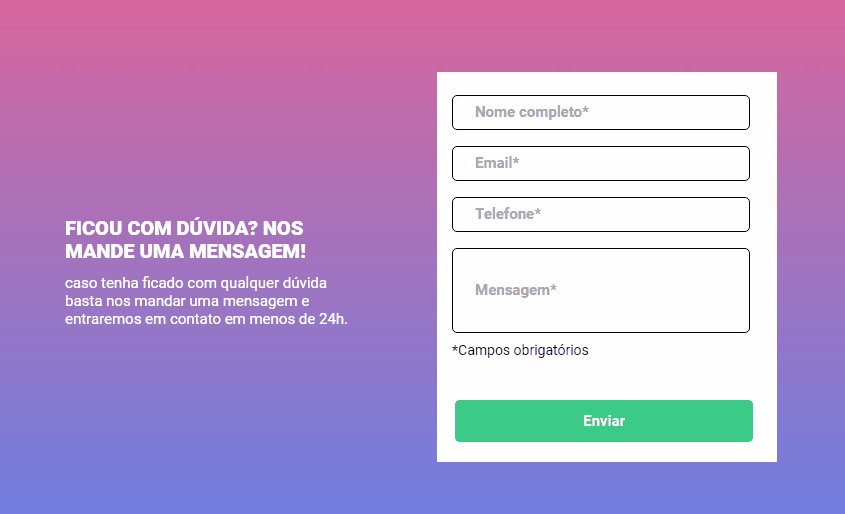 FICOU COM DÚVIDA? NOS
MANDE UMA MENSAGEM!
caso tenha ficado com qualquer dúvida
basta nos mandar uma mensagem e
entraremos em contato em menos de 24h.
Nome completo*
Email*
Telefone*
Mensagem*
*Campos obrigatórios
Enviar